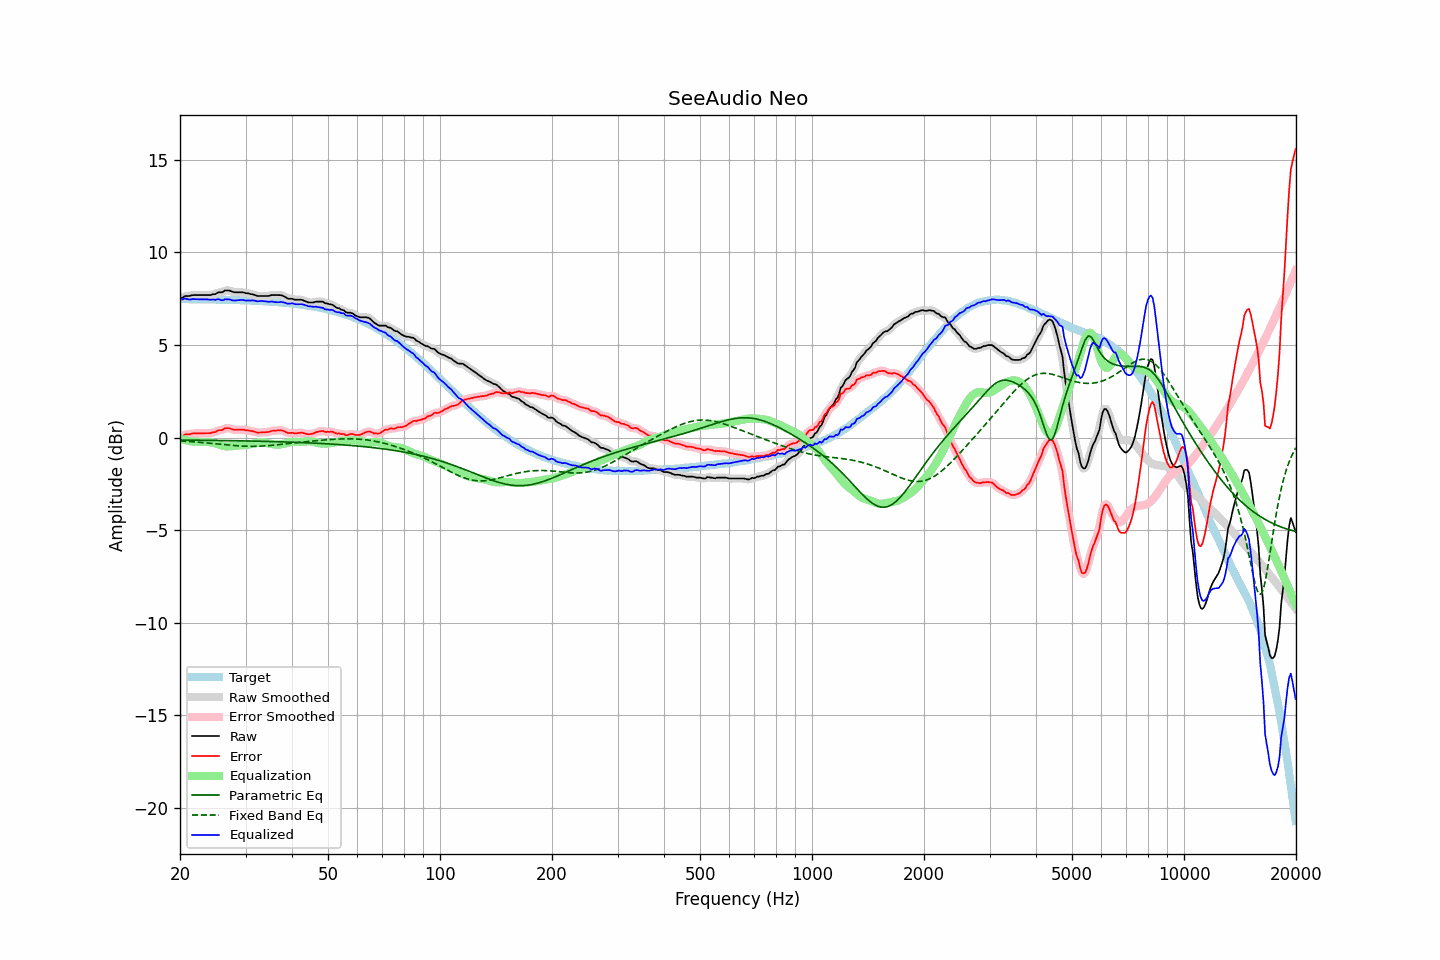 SeeAudio Neo
15
10
5
0
−5
−10
−15
−20
Amplitude (dBr)
Target
Raw Smoothed
Error Smoothed
Raw
Error
Equalization
Parametric Eq
Fixed Band Eq
Equalized
20 50 100 200 500 1000 2000 5000 10000 20000
Frequency (Hz)